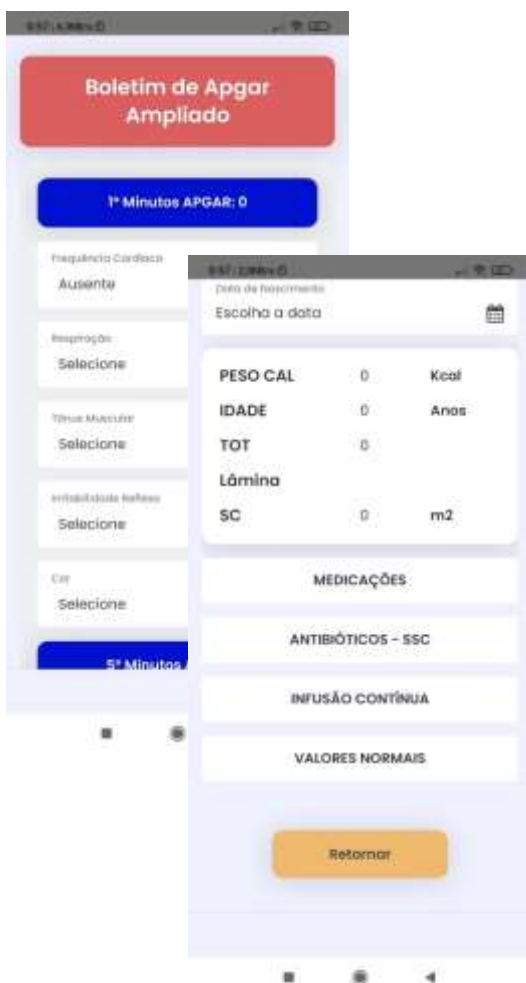 Boletim de Apgar
Ampliado
1º Minutos APGAR: 0
Frequência Cardíaca
Ausente
Respiração
Selecione
Tônus Muscular
Selecione
Irritabilidade Reflexa
Selecione
Cor
Selecione
5º Minutos
Data de Nascimento
Escolha a data
PESO CAL 0 Kcal
IDADE 0 Anos
TOT 0
Lâmina
SC 0 m2
MEDICAÇÕES
ANTIBIÓTICOS - SSC
INFUSÃO CONTÍNUA
VALORES NORMAIS
Retornar